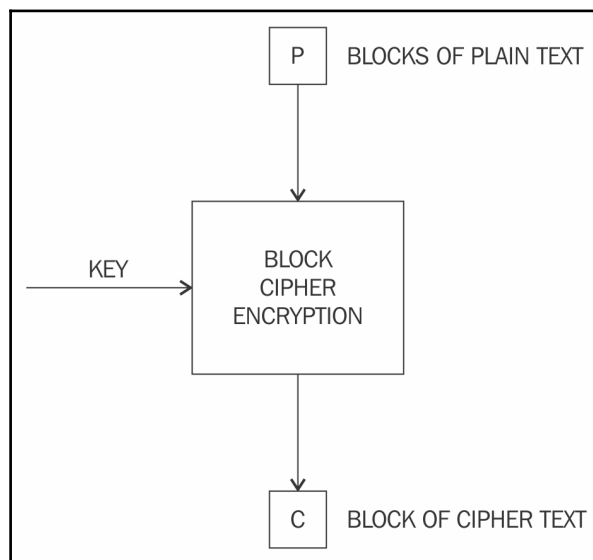 P BLOCKS OF PLAIN TEXT
KEY
BLOCK
CIPHER
ENCRYPTION
C BLOCK OF CIPHER TEXT